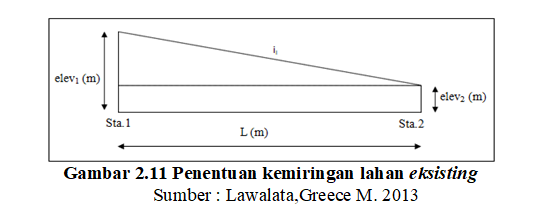 i₁
elev₁ (m)
elev₂ (m)
Sta.1
Sta.2
L (m)
Gambar 2.11 Penentuan kemiringan lahan eksisting
Sumber : Lawalata,Greece M. 2013